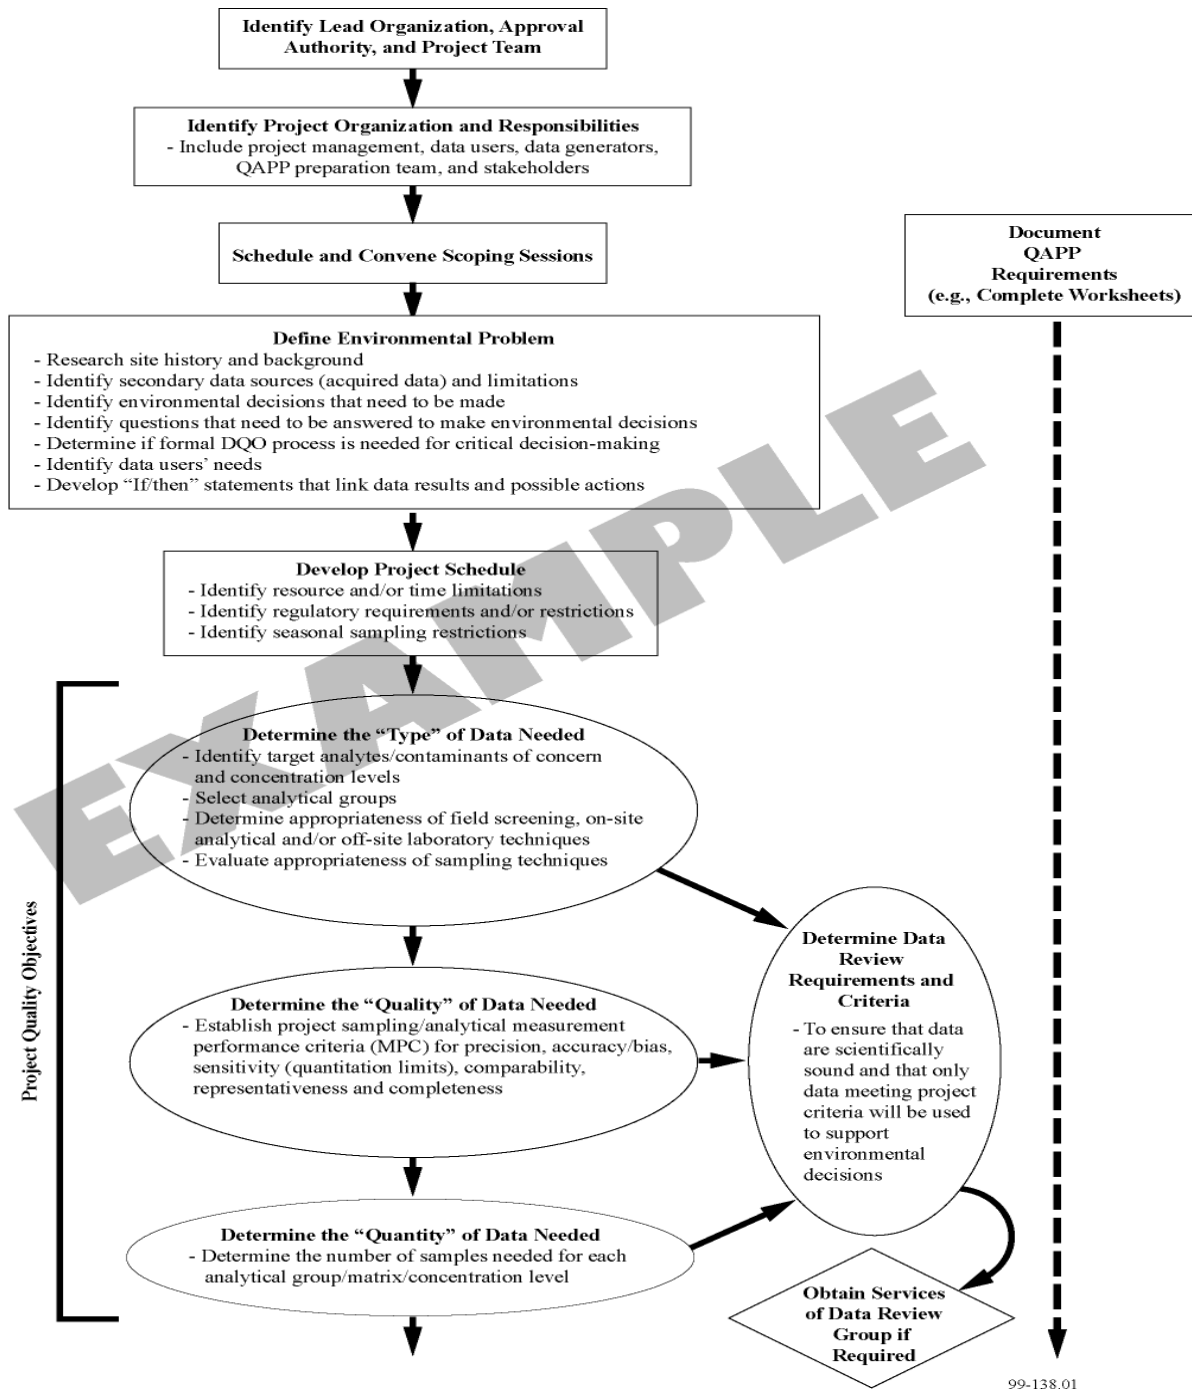 Identify Lead Organization, Approval
Authority, and Project Team
Identify Project Organization and Responsibilities
- Include project management, data users, data generators,
QAPP preparation team, and stakeholders
Schedule and Convene Scoping Sessions
Document
QAPP
Requirements
(e.g., Complete Worksheets)
Define Environmental Problem
- Research site history and background
- Identify secondary data sources (acquired data) and limitations
- Identify environmental decisions that need to be made
- Identify questions that need to be answered to make environmental decisions
- Determine if formal DQO process is needed for critical decision-making
- Identify data users’ needs
- Develop “If/then” statements that link data results and possible actions
EXAMPLE
Develop Project Schedule
- Identify resource and/or time limitations
- Identify regulatory requirements and/or restrictions
- Identify seasonal sampling restrictions
Project Quality Objectives
Determine the “Type” of Data Needed
- Identify target analytes/contaminants of concern
and concentration levels
- Select analytical groups
- Determine appropriateness of field screening, on-site
analytical and/or off-site laboratory techniques
- Evaluate appropriateness of sampling techniques
Determine the “Quality” of Data Needed
- Establish project sampling/analytical measurement
performance criteria (MPC) for precision, accuracy/bias,
sensitivity (quantitation limits), comparability,
representativeness and completeness
Determine the “Quantity” of Data Needed
- Determine the number of samples needed for each
analytical group/matrix/concentration level
Determine Data
Review
Requirements and
Criteria
- To ensure that data
are scientifically
sound and that only
data meeting project
criteria will be used
to support
environmental
decisions
Obtain Services
of Data Review
Group if
Required
99-138.01